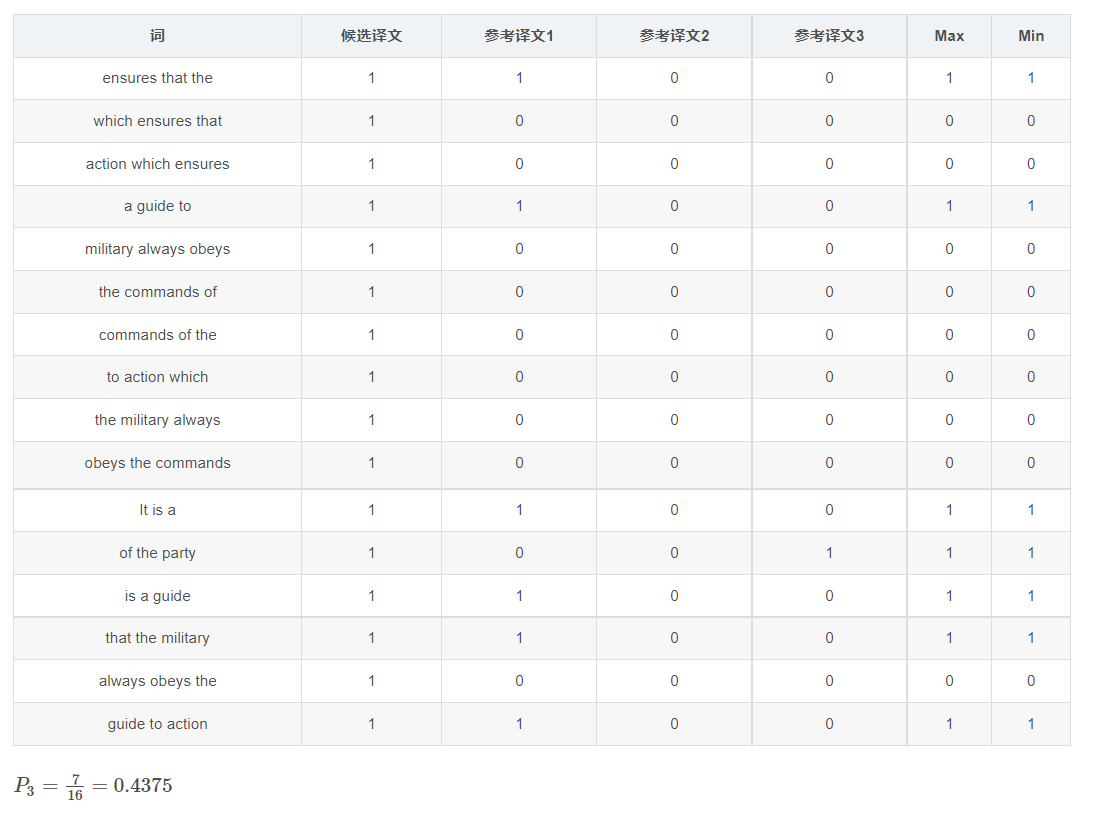 词 候选译文 参考译文1 参考译文2 参考译文3 Max Min
ensures that the 1 1 0 0 1 1
which ensures that 1 0 0 0 0 0
action which ensures 1 0 0 0 0 0
a guide to 1 1 0 0 1 1
military always obeys 1 0 0 0 0 0
the commands of 1 0 0 0 0 0
commands of the 1 0 0 0 0 0
to action which 1 0 0 0 0 0
the military always 1 0 0 0 0 0
obeys the commands 1 0 0 0 0 0
It is a 1 1 0 0 1 1
of the party 1 0 0 1 1 1
is a guide 1 1 0 0 1 1
that the military 1 1 0 0 1 1
always obeys the 1 0 0 0 0 0
guide to action 1 1 0 0 1 1
P₃ = 7/16 = 0.4375